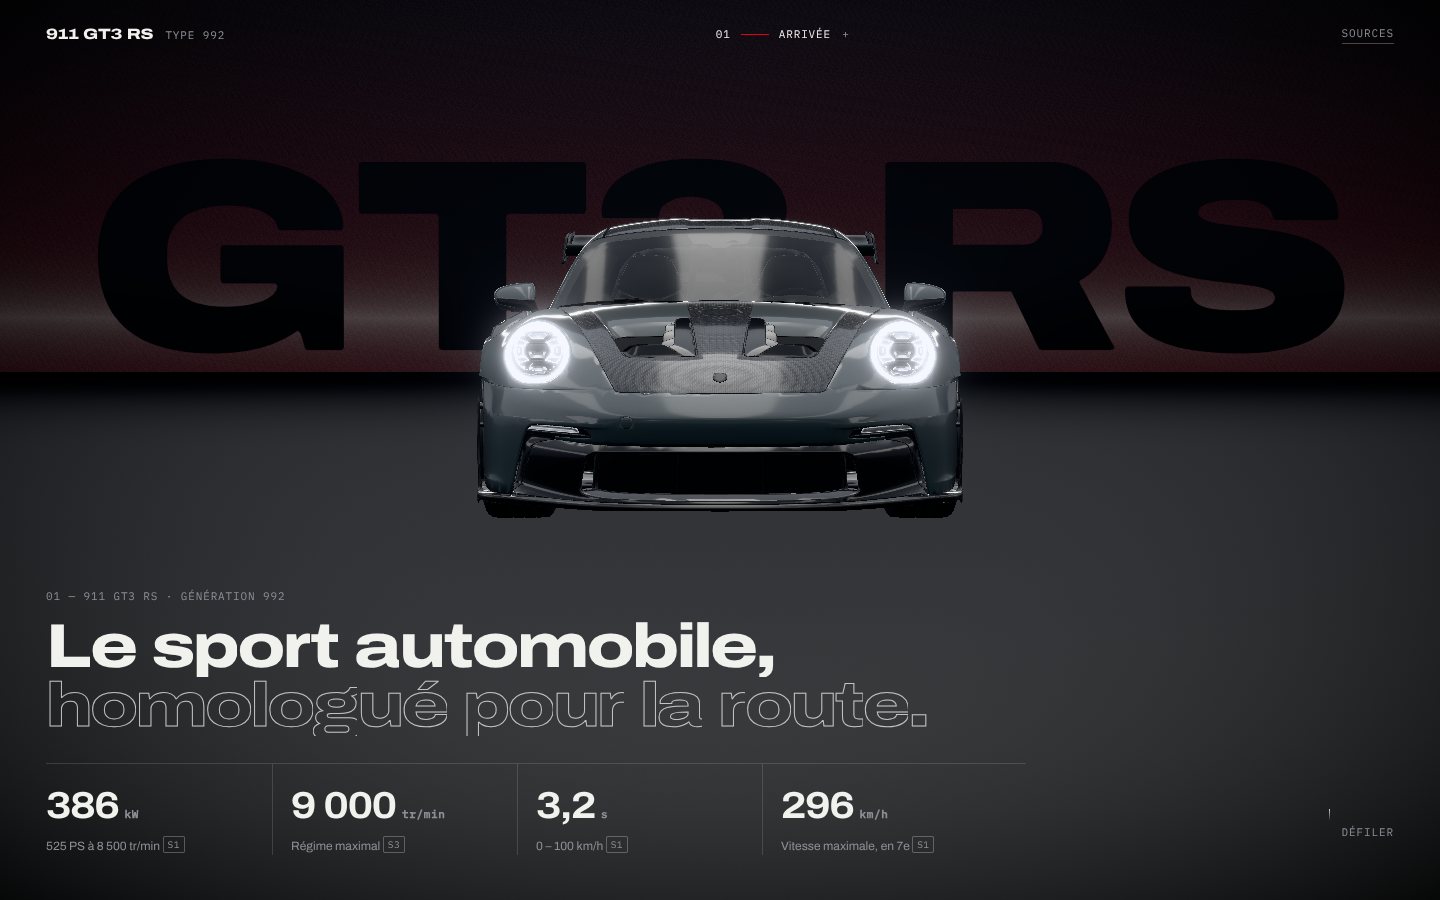 911 GT3 RS TYPE 992
01 ARRIVÉE +
SOURCES
GT3 RS
01 — 911 GT3 RS · GÉNÉRATION 992
Le sport automobile,
homologué pour la route.
386 kW
525 PS à 8 500 tr/min S1
9 000 tr/min
Régime maximal S3
3,2 s
0 – 100 km/h S1
296 km/h
Vitesse maximale, en 7e S1
DÉFILER